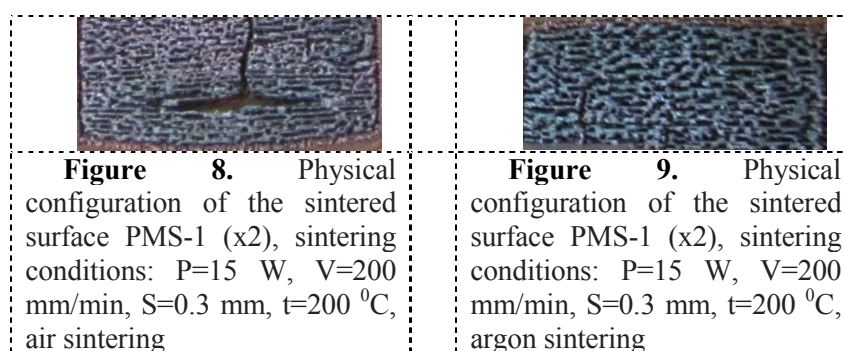 Figure 8. Physical
configuration of the sintered
surface PMS-1 (x2), sintering
conditions: P=15 W, V=200
mm/min, S=0.3 mm, t=200 ⁰C,
air sintering
Figure 9. Physical
configuration of the sintered
surface PMS-1 (x2), sintering
conditions: P=15 W, V=200
mm/min, S=0.3 mm, t=200 ⁰C,
argon sintering